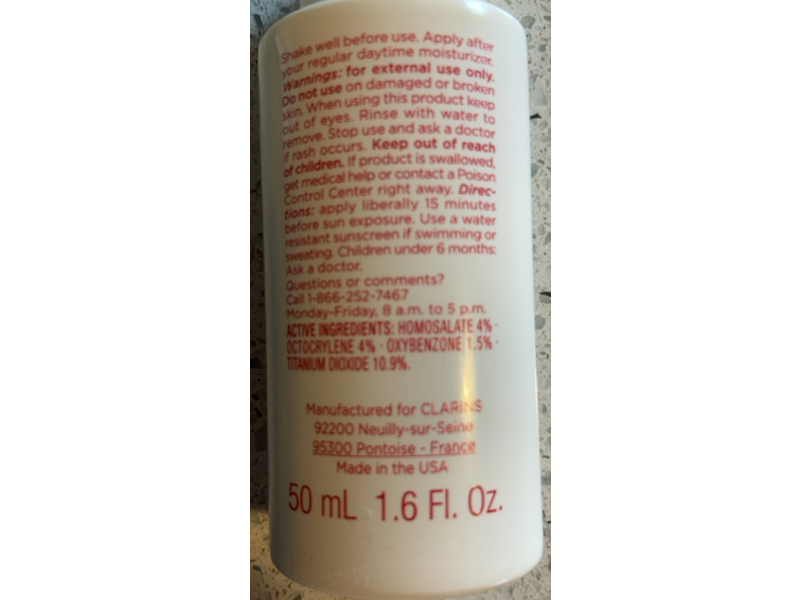 Shake well before use. Apply after
your regular daytime moisturizer.
Warnings: for external use only.
Do not use on damaged or broken
skin. When using this product keep
out of eyes. Rinse with water to
remove. Stop use and ask a doctor
if rash occurs. Keep out of reach
of children. If product is swallowed,
get medical help or contact a Poison
Control Center right away. Direc-
tions: apply liberally 15 minutes
before sun exposure. Use a water
resistant sunscreen if swimming or
sweating. Children under 6 months:
Ask a doctor.
Questions or comments?
Call 1-866-252-7467
Monday-Friday, 8 a.m. to 5 p.m.
ACTIVE INGREDIENTS: HOMOSALATE 4% ·
OCTOCRYLENE 4% · OXYBENZONE 1.5% ·
TITANIUM DIOXIDE 10.9%.
Manufactured for CLARINS
92200 Neuilly-sur-Seine
95300 Pontoise - France
Made in the USA
50 mL 1.6 Fl. Oz.